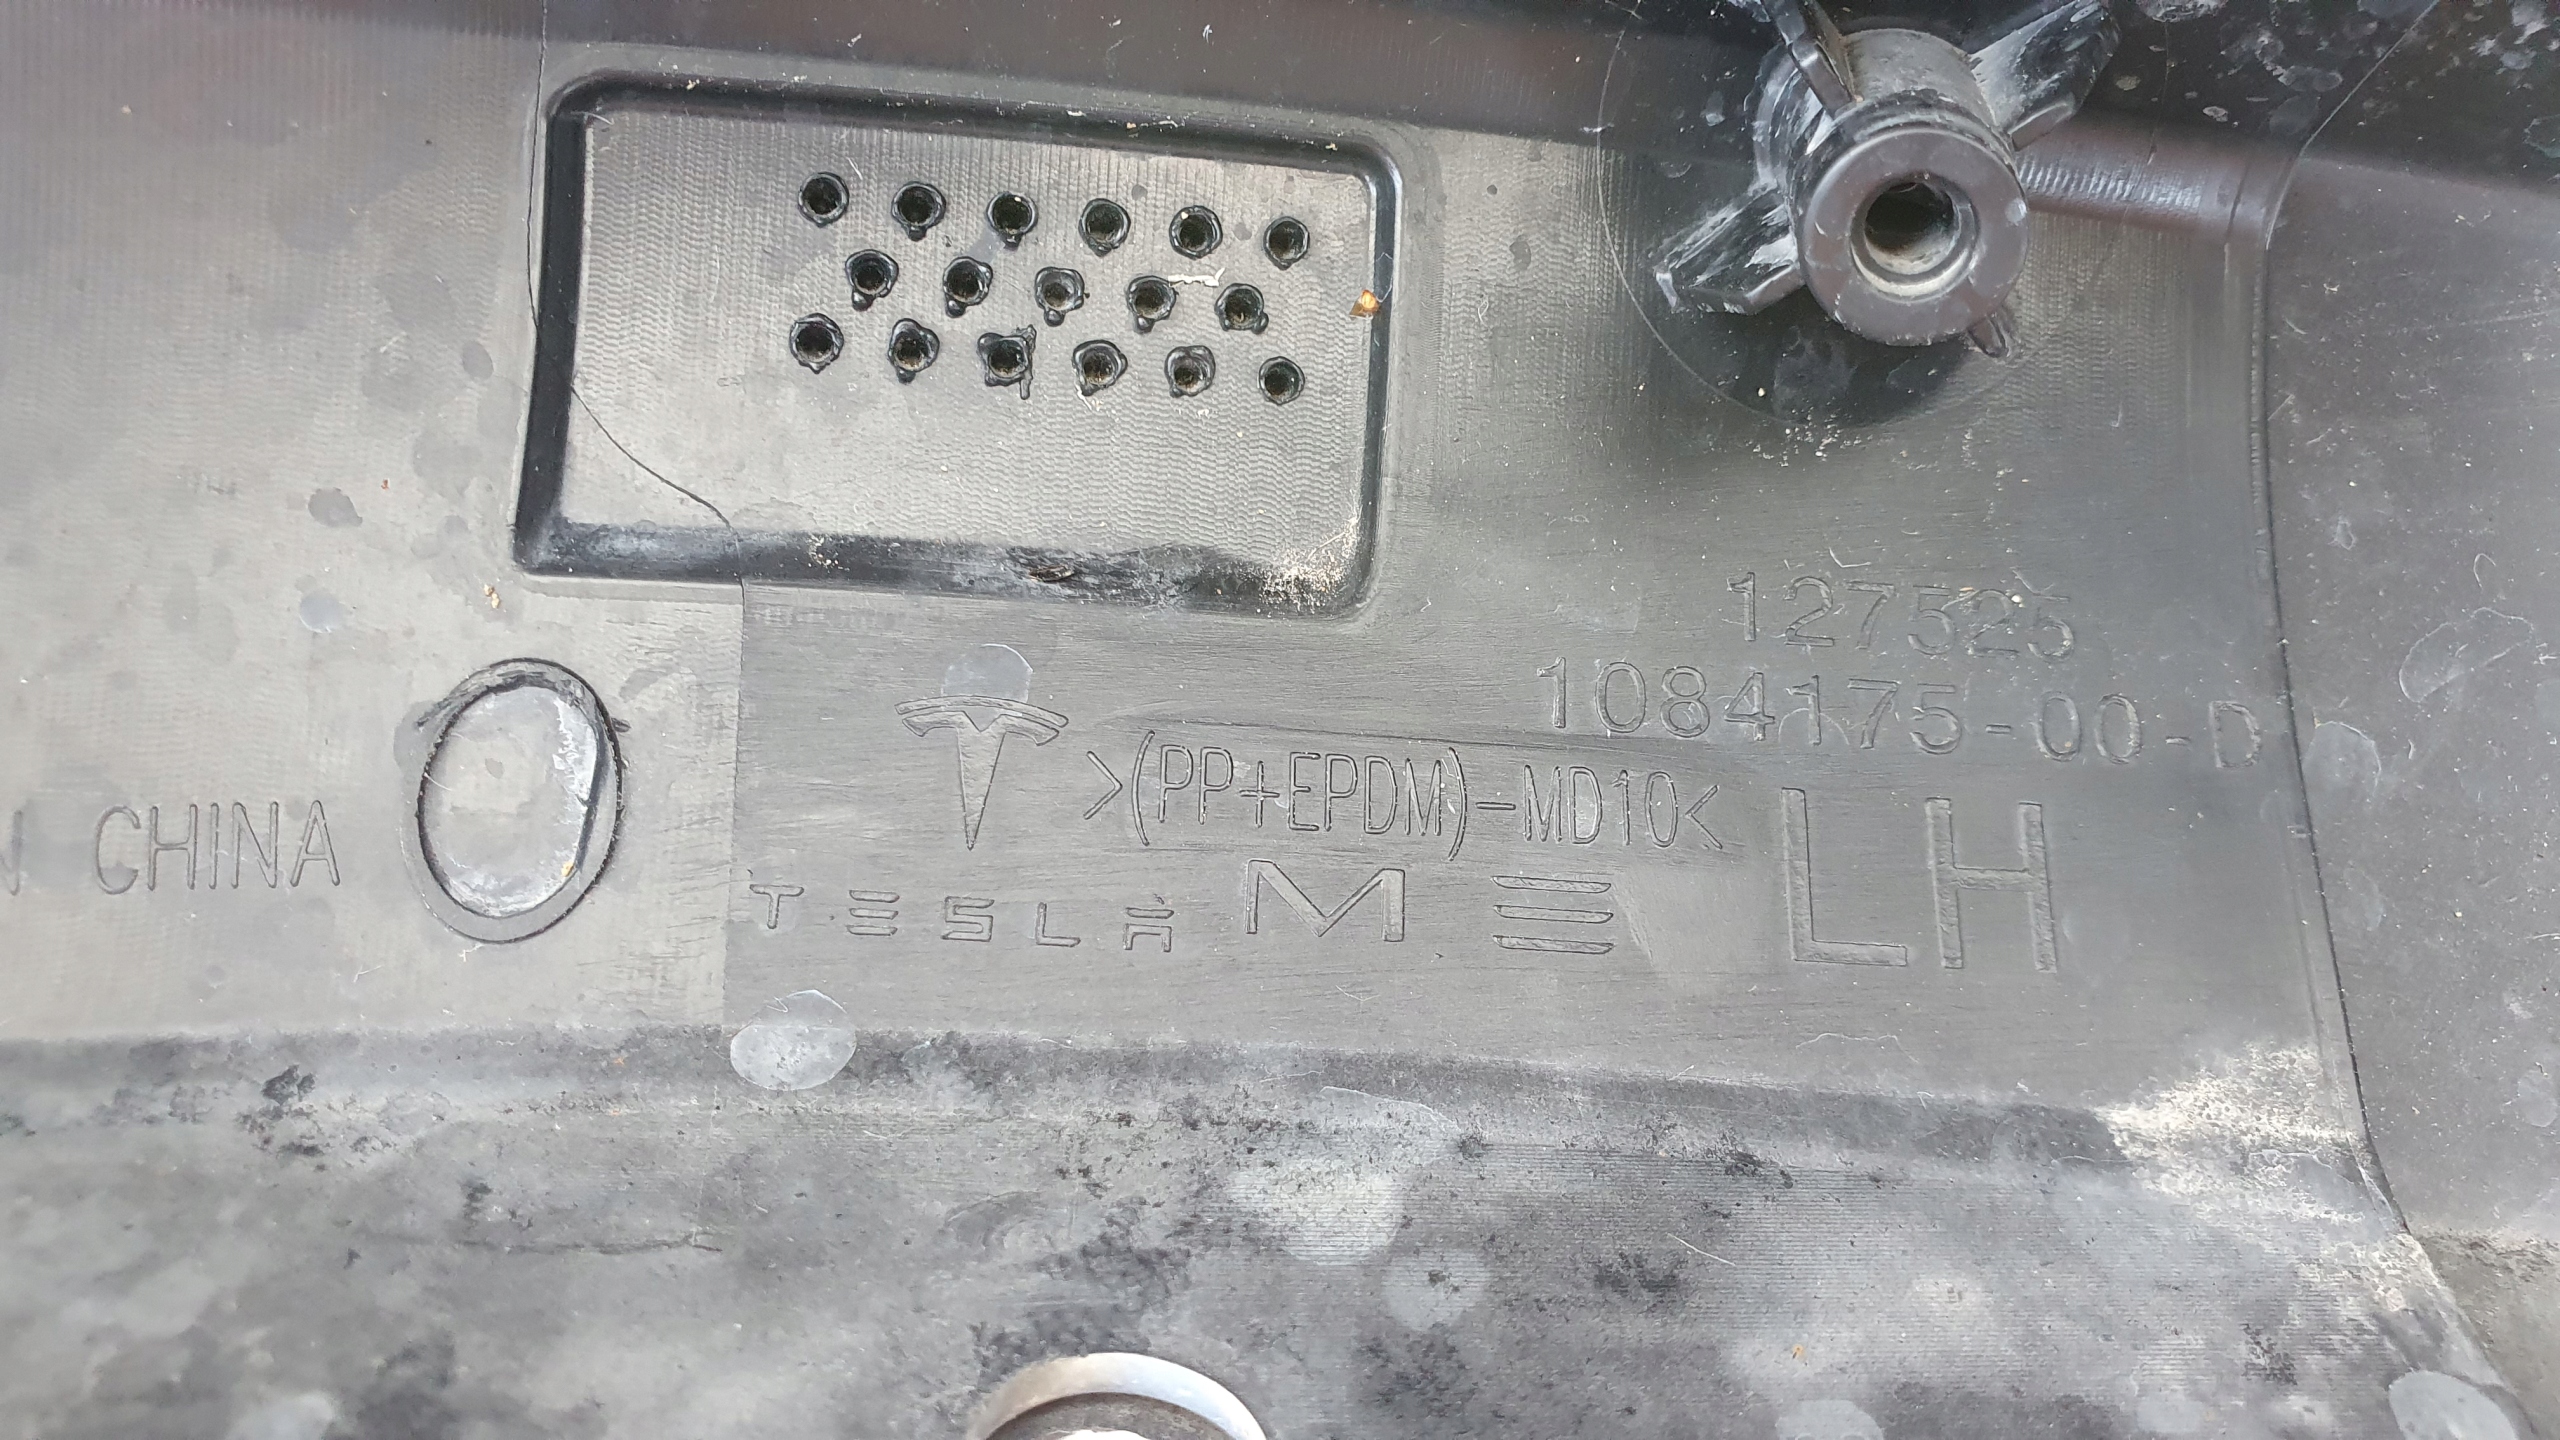 127525
1084175-00-D
>(PP+EPDM)-MD10<
LH
TESLA M Ξ
N CHINA